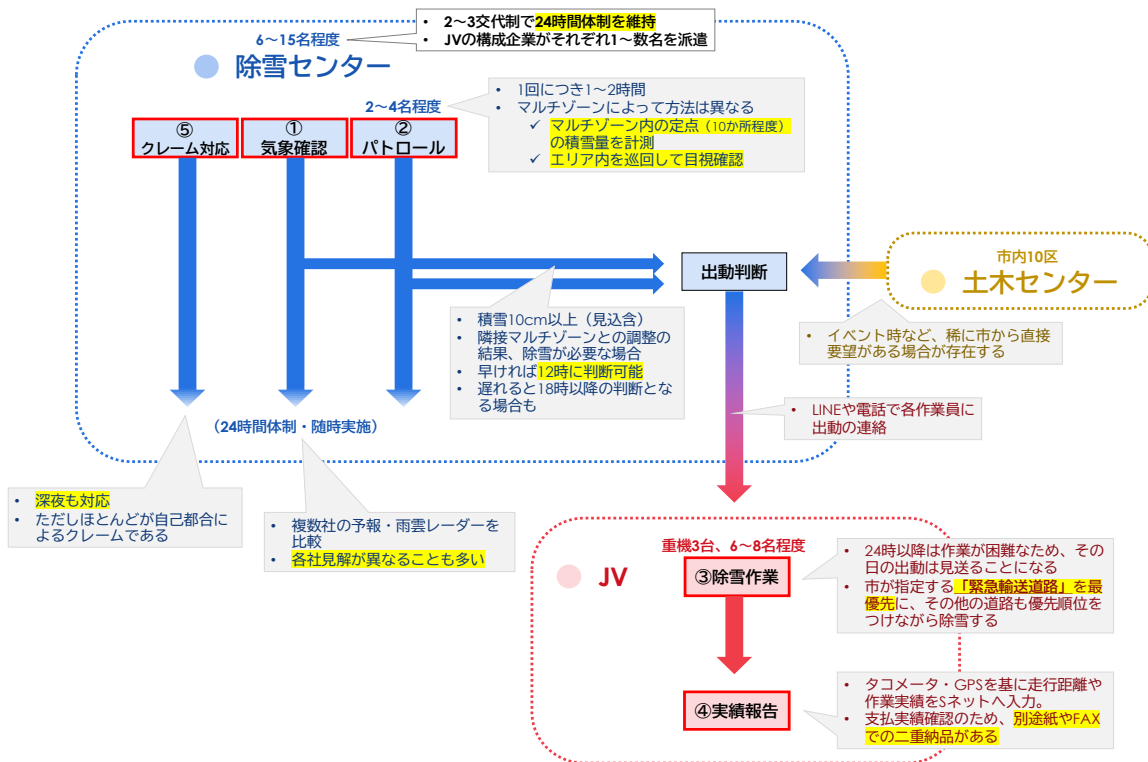 • 2~3交代制で24時間体制を維持
• JVの構成企業がそれぞれ1~数名を派遣
6~15名程度
除雪センター
2~4名程度
• 1回につき1~2時間
• マルチゾーンによって方法は異なる
✓ マルチゾーン内の定点（10か所程度）
の積雪量を計測
✓ エリア内を巡回して目視確認
⑤
クレーム対応
①
気象確認
②
パトロール
出動判断
市内10区
土木センター
• イベント時など、稀に市から直接
要望がある場合が存在する
• 積雪10cm以上（見込含）
• 隣接マルチゾーンとの調整の
結果、除雪が必要な場合
• 早ければ12時に判断可能
• 遅れると18時以降の判断とな
る場合も
• LINEや電話で各作業員に
出動の連絡
（24時間体制・随時実施）
• 深夜も対応
• ただしほとんどが自己都合に
よるクレームである
• 複数社の予報・雨雲レーダーを
比較
• 各社見解が異なることも多い
重機3台、6~8名程度
JV
③除雪作業
• 24時以降は作業が困難なため、その
日の出動は見送ることになる
• 市が指定する「緊急輸送道路」を最
優先に、その他の道路も優先順位を
つけながら除雪する
④実績報告
• タコメータ・GPSを基に走行距離や
作業実績をSネットへ入力。
• 支払実績確認のため、別途紙やFAX
での二重納品がある